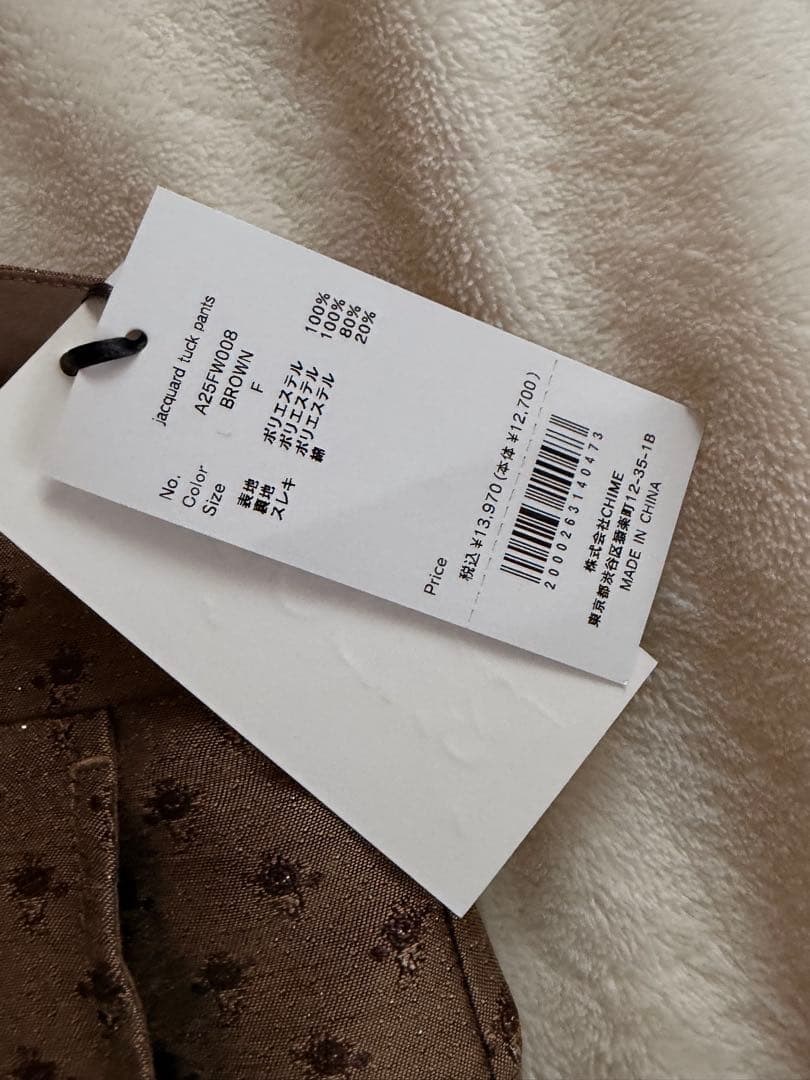 jacquard tuck pants
No. A25FW008
Color BROWN
Size F
表地 ポリエステル 100%
裏地 ポリエステル 100%
スレキ ポリエステル 80%
綿 20%
Price
税込¥13,970(本体¥12,700)
2000263140473
株式会社CHIME
東京都渋谷区猿楽町12-35-1B
MADE IN CHINA